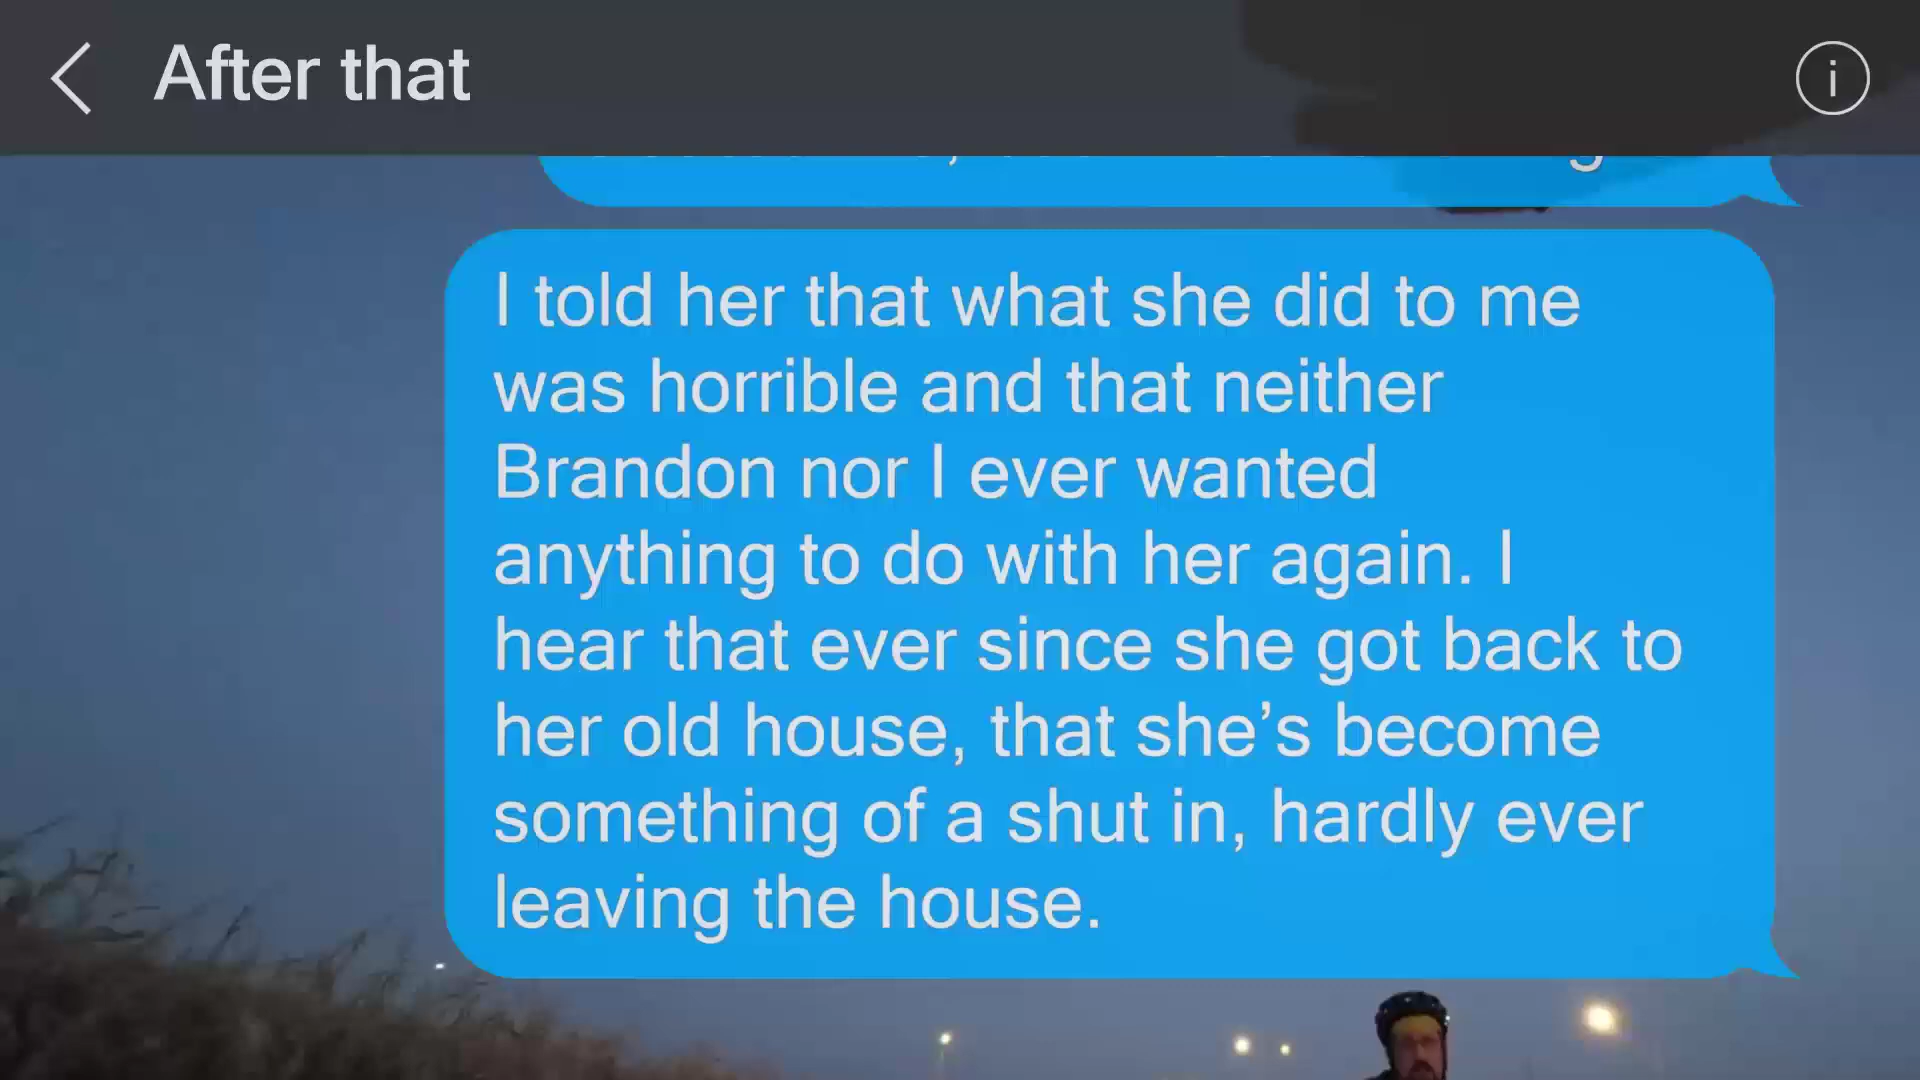 After that
I told her that what she did to me
was horrible and that neither
Brandon nor I ever wanted
anything to do with her again. I
hear that ever since she got back to
her old house, that she’s become
something of a shut in, hardly ever
leaving the house.